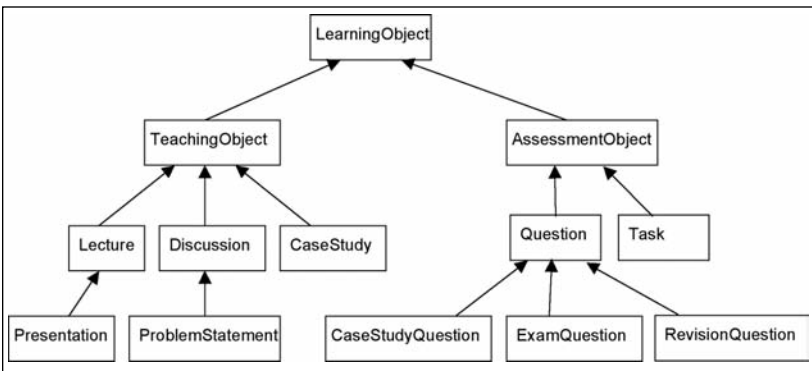 LearningObject
TeachingObject
AssessmentObject
Lecture
Discussion
CaseStudy
Question
Task
Presentation
ProblemStatement
CaseStudyQuestion
ExamQuestion
RevisionQuestion